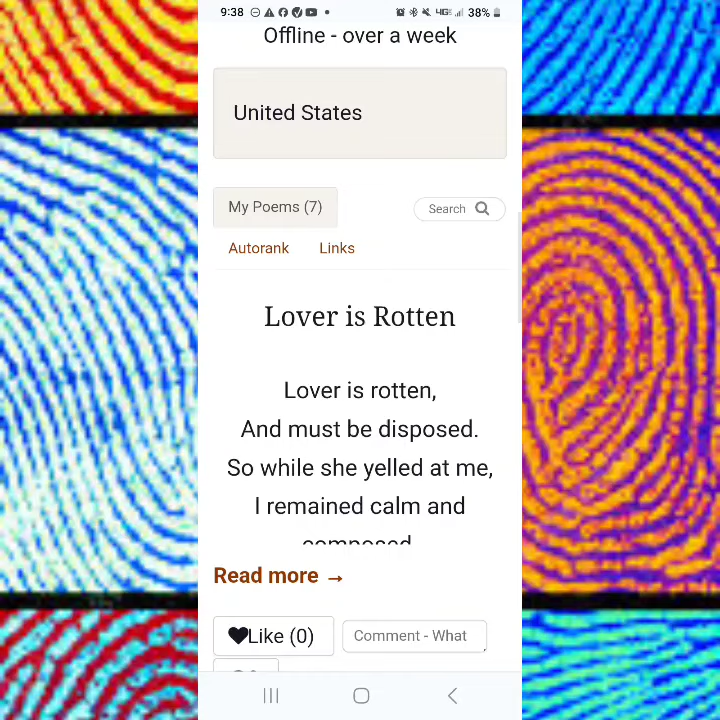 9:38 4G 38%
Offline - over a week
United States
My Poems (7)
Search
Autorank Links
Lover is Rotten
Lover is rotten,
And must be disposed.
So while she yelled at me,
I remained calm and
composed
Read more →
Like (0)
Comment - What